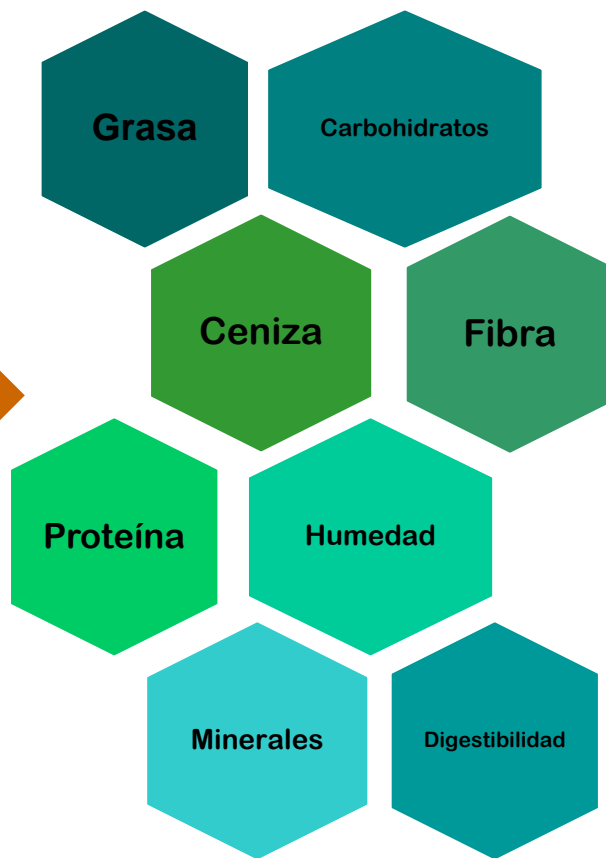 Grasa
Carbohidratos
Ceniza
Fibra
Proteína
Humedad
Minerales
Digestibilidad